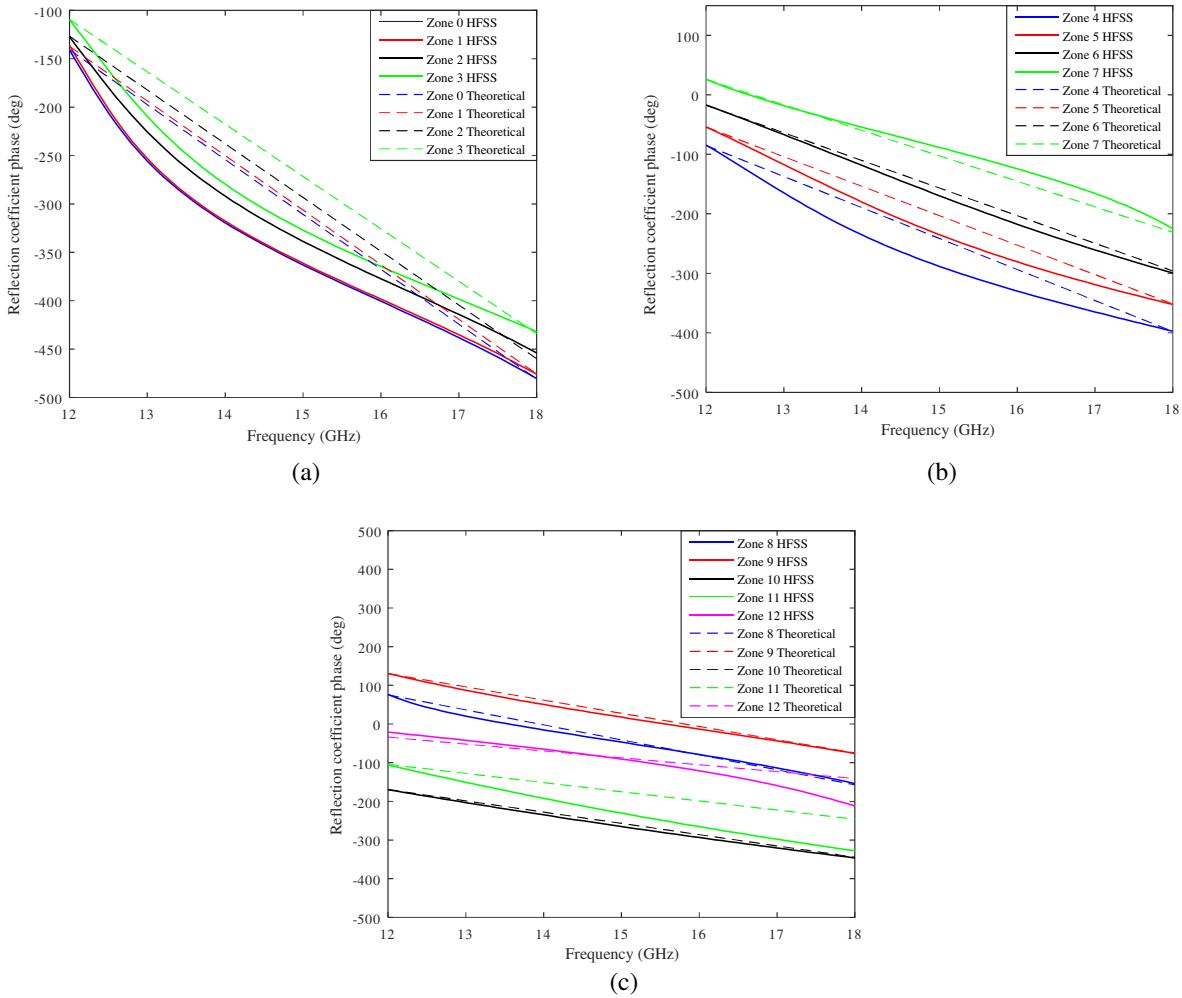 -100
-150
-200
-250
-300
-350
-400
-450
-500
12
13
14
15
16
17
18
Reflection coefficient phase (deg)
Frequency (GHz)
Zone 0 HFSS
Zone 1 HFSS
Zone 2 HFSS
Zone 3 HFSS
Zone 0 Theoretical
Zone 1 Theoretical
Zone 2 Theoretical
Zone 3 Theoretical
(a)
100
0
-100
-200
-300
-400
-500
12
13
14
15
16
17
18
Reflection coefficient phase (deg)
Frequency (GHz)
Zone 4 HFSS
Zone 5 HFSS
Zone 6 HFSS
Zone 7 HFSS
Zone 4 Theoretical
Zone 5 Theoretical
Zone 6 Theoretical
Zone 7 Theoretical
(b)
500
400
300
200
100
0
-100
-200
-300
-400
-500
12
13
14
15
16
17
18
Reflection coefficient phase (deg)
Frequency (GHz)
Zone 8 HFSS
Zone 9 HFSS
Zone 10 HFSS
Zone 11 HFSS
Zone 12 HFSS
Zone 8 Theoretical
Zone 9 Theoretical
Zone 10 Theoretical
Zone 11 Theoretical
Zone 12 Theoretical
(c)